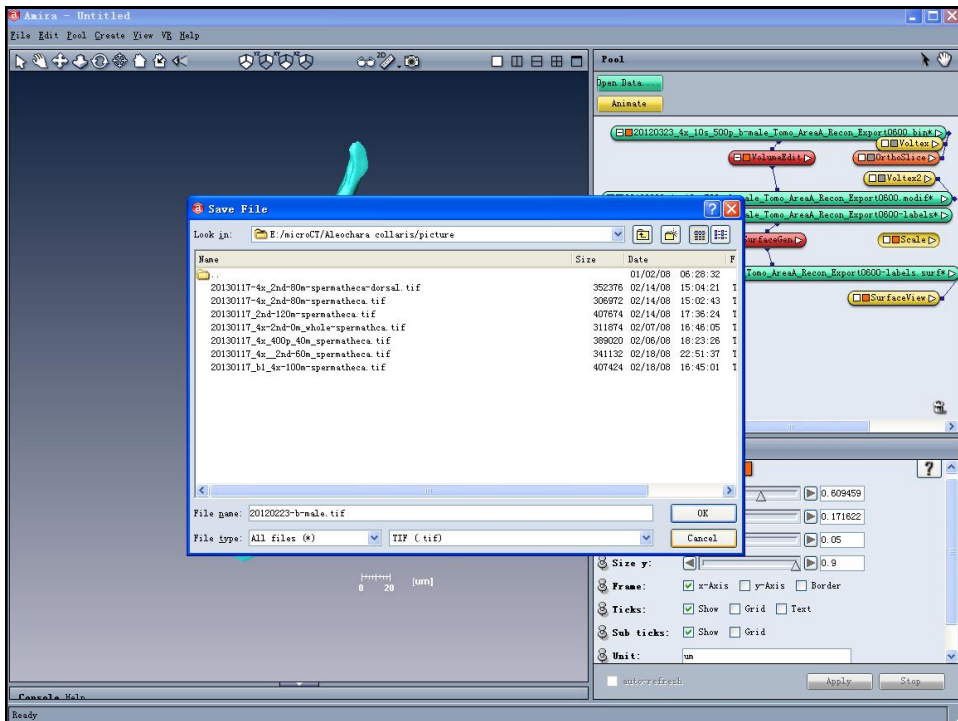 Amira - Untitled
File Edit Pool Create View VR Help
2D
Pool
Open Data...
Animate
20120323_4x_10s_500p_b-male_Tomo_AreaA_Recon_Export0600.bin*
Voltex
VolumeEdit
OrthoSlice
Voltex2
ale_Tomo_AreaA_Recon_Export0600.modif*
ale_Tomo_AreaA_Recon_Export0600-labels*
SurfaceGen
Scale
Tomo_AreaA_Recon_Export0600-labels.surf*
SurfaceView
Save File
Look in: E:/microCT/Aleochara collaris/picture
Name Size Date F
.. 01/02/08 06:28:32
20130117-4x_2nd-80m-spermatheca-dorsal.tif 352376 02/14/08 15:04:21 T
20130117-4x_2nd-80m-spermatheca.tif 306972 02/14/08 15:02:43 T
20130117_2nd-120m-spermatheca.tif 407674 02/14/08 17:36:24 T
20130117_4x-2nd-0m_whole-spermathca.tif 311874 02/07/08 16:46:05 T
20130117_4x_400p_40m_spermatheca.tif 389020 02/06/08 18:23:26 T
20130117_4x__2nd-60m_spermatheca.tif 341132 02/18/08 22:51:37 T
20130117_b1_4x-100m-spermatheca.tif 407424 02/18/08 16:45:01 T
File name: 20120223-b-male.tif OK
File type: All files (*) TIF (.tif) Cancel
0 20 [um]
0.609459
0.171622
0.05
Size y: 0.9
Frame: x-Axis y-Axis Border
Ticks: Show Grid Text
Sub ticks: Show Grid
Unit: um
auto-refresh Apply Stop
Console Help
Ready